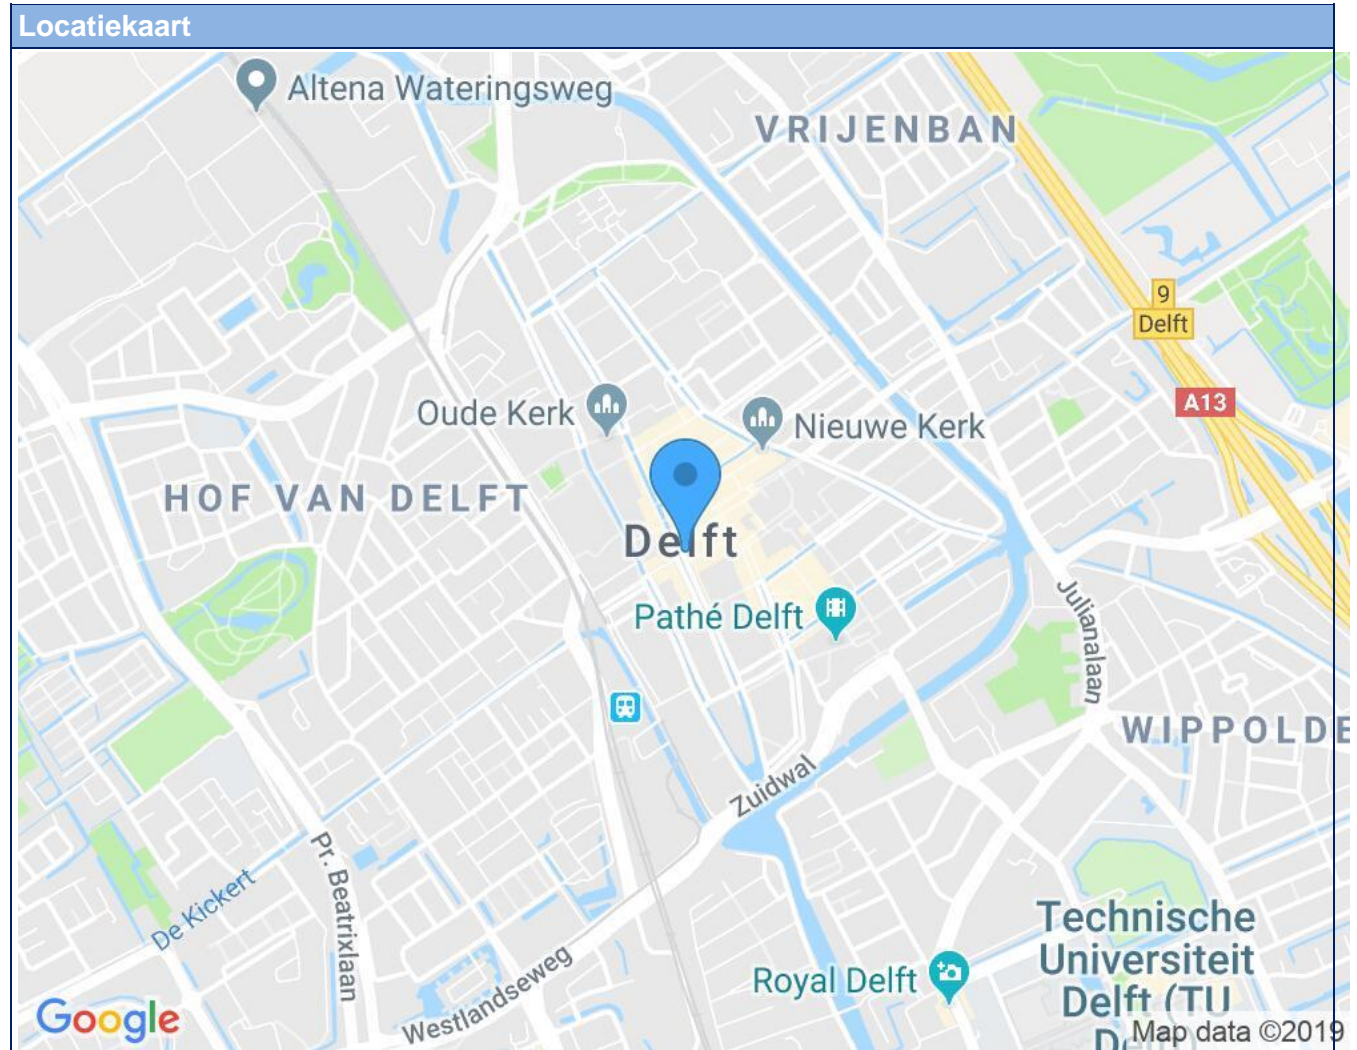 Locatiekaart
Altena Wateringsweg
VRIJENBAN
9
Delft
A13
Oude Kerk
Nieuwe Kerk
HOF VAN DELFT
Delft
Pathé Delft
Julianalaan
WIPPOLDE
Zuidwal
Pr. Beatrixlaan
De Kickert
Technische
Universiteit
Delft (TU
Westlandseweg
Royal Delft
Google
Map data ©2019